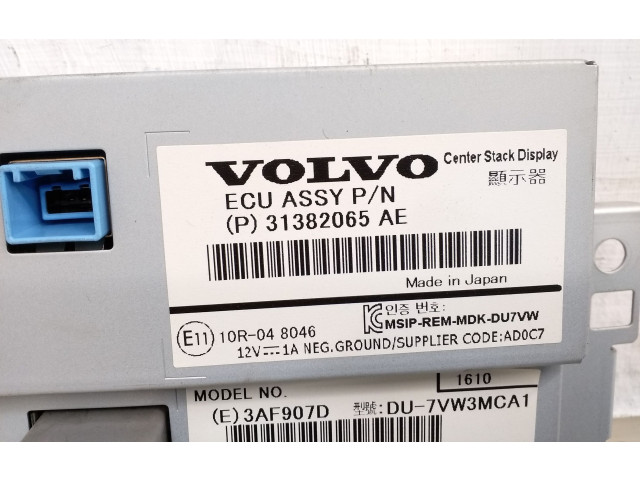 VOLVO Center Stack Display
ECU ASSY P/N 顯示器
(P) 31382065 AE
Made in Japan
인증 번호:
MSIP-REM-MDK-DU7VW
E11 10R-04 8046
12V⎓1A NEG.GROUND/SUPPLIER CODE:AD0C7
1610
MODEL NO.
(E) 3AF907D 型號: DU-7VW3MCA1